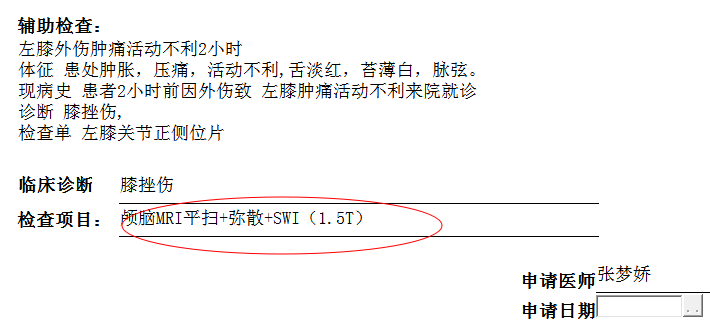 辅助检查：
左膝外伤肿痛活动不利2小时
体征 患处肿胀，压痛，活动不利,舌淡红，苔薄白，脉弦。
现病史 患者2小时前因外伤致 左膝肿痛活动不利来院就诊
诊断 膝挫伤,
检查单 左膝关节正侧位片
临床诊断 膝挫伤
检查项目： 颅脑MRI平扫+弥散+SWI（1.5T）
申请医师 张梦娇
申请日期 ..